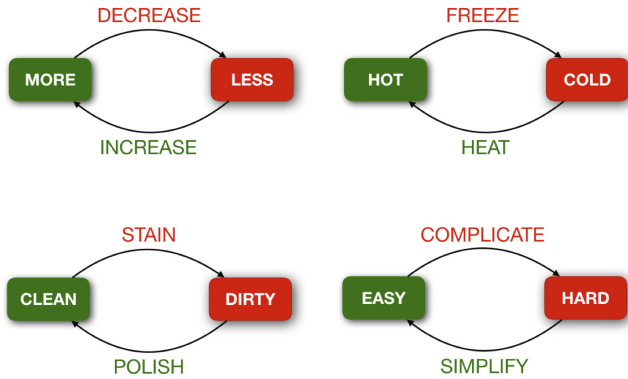 DECREASE
MORE
LESS
INCREASE
FREEZE
HOT
COLD
HEAT
STAIN
CLEAN
DIRTY
POLISH
COMPLICATE
EASY
HARD
SIMPLIFY